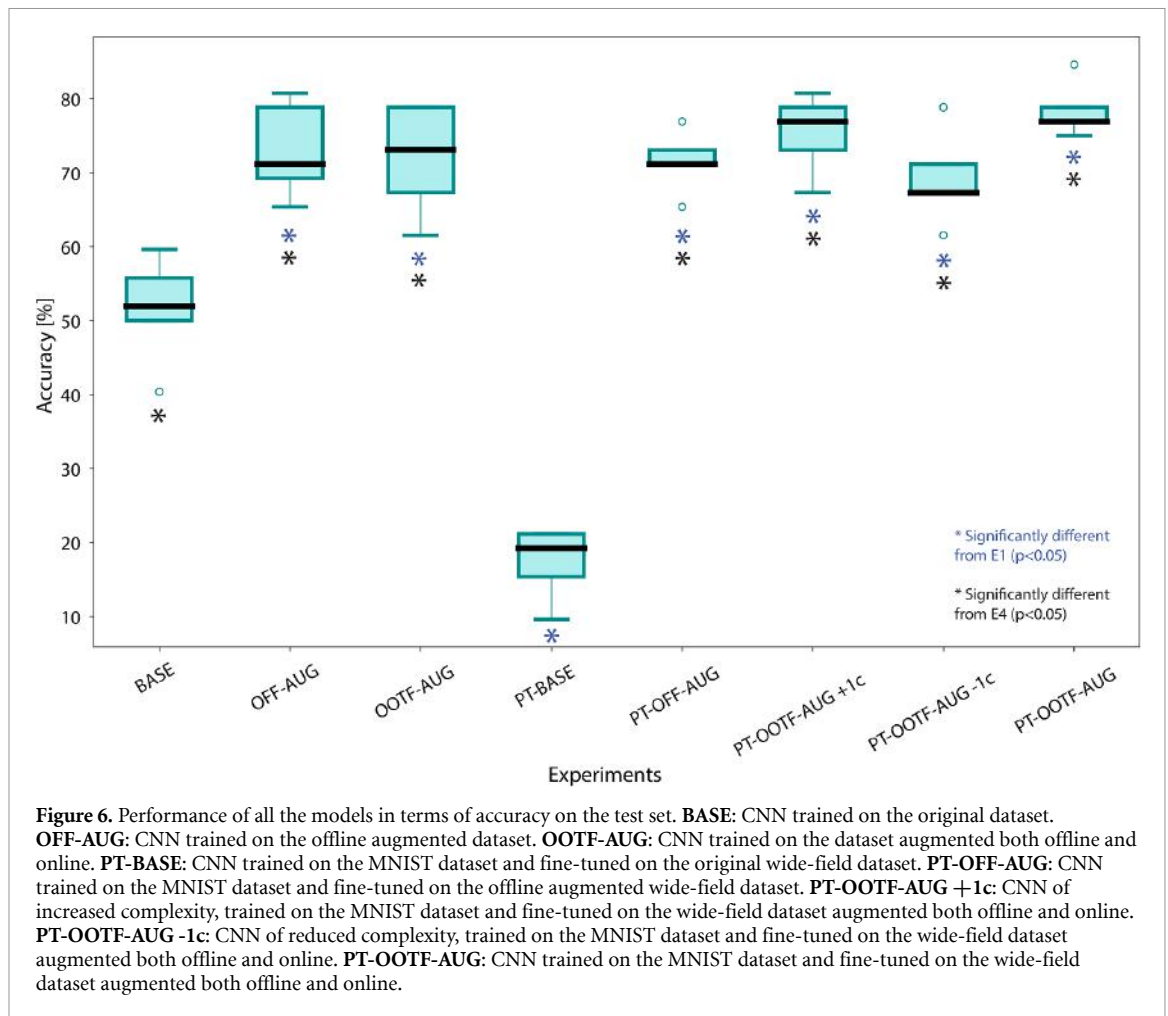 80
70
60
50
40
30
20
10
Accuracy [%]
*
*
*
*
*
*
*
*
*
*
*
*
*
*
* Significantly different
from E1 (p<0.05)
* Significantly different
from E4 (p<0.05)
BASE
OFF-AUG
OOTF-AUG
PT-BASE
PT-OFF-AUG
PT-OOTF-AUG +1c
PT-OOTF-AUG -1c
PT-OOTF-AUG
Experiments
Figure 6. Performance of all the models in terms of accuracy on the test set. BASE: CNN trained on the original dataset.
OFF-AUG: CNN trained on the offline augmented dataset. OOTF-AUG: CNN trained on the dataset augmented both offline and
online. PT-BASE: CNN trained on the MNIST dataset and fine-tuned on the original wide-field dataset. PT-OFF-AUG: CNN
trained on the MNIST dataset and fine-tuned on the offline augmented wide-field dataset. PT-OOTF-AUG +1c: CNN of
increased complexity, trained on the MNIST dataset and fine-tuned on the wide-field dataset augmented both offline and online.
PT-OOTF-AUG -1c: CNN of reduced complexity, trained on the MNIST dataset and fine-tuned on the wide-field dataset
augmented both offline and online. PT-OOTF-AUG: CNN trained on the MNIST dataset and fine-tuned on the wide-field
dataset augmented both offline and online.